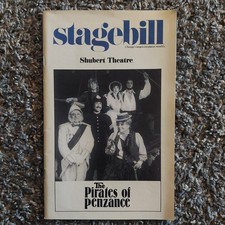 stagebill
Shubert Theatre
The
Pirates of
Penzance